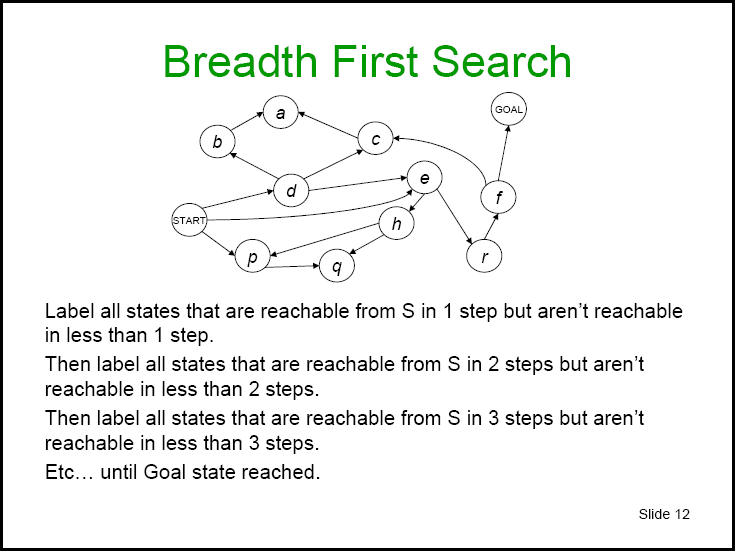 Breadth First Search
a
GOAL
b
c
e
d
f
START
h
p
q
r
Label all states that are reachable from S in 1 step but aren’t reachable
in less than 1 step.
Then label all states that are reachable from S in 2 steps but aren’t
reachable in less than 2 steps.
Then label all states that are reachable from S in 3 steps but aren’t
reachable in less than 3 steps.
Etc… until Goal state reached.
Slide 12